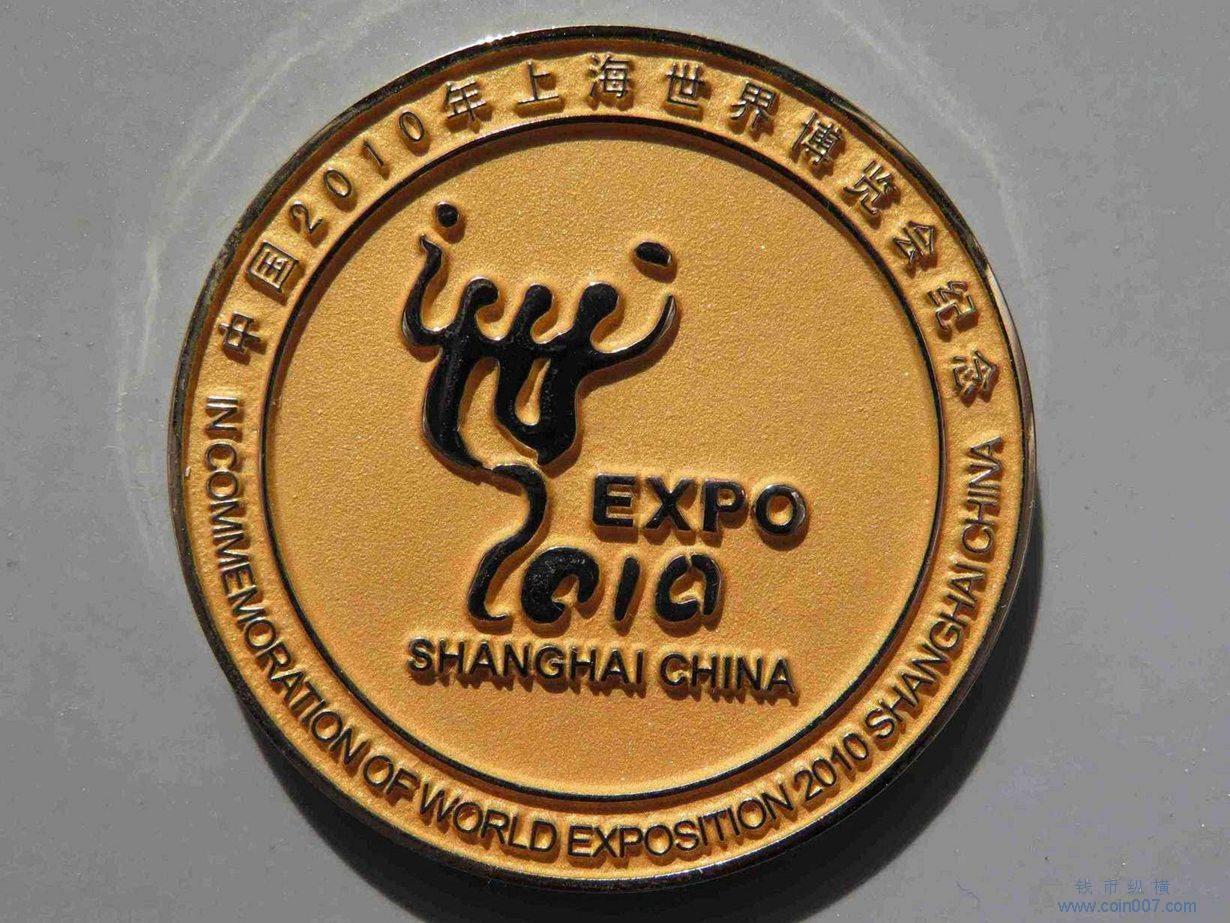 中国2010年上海世界博览会纪念
EXPO
2010
SHANGHAI CHINA
IN COMMEMORATION OF WORLD EXPOSITION 2010 SHANGHAI CHINA
钱币纵横
www.coin007.com